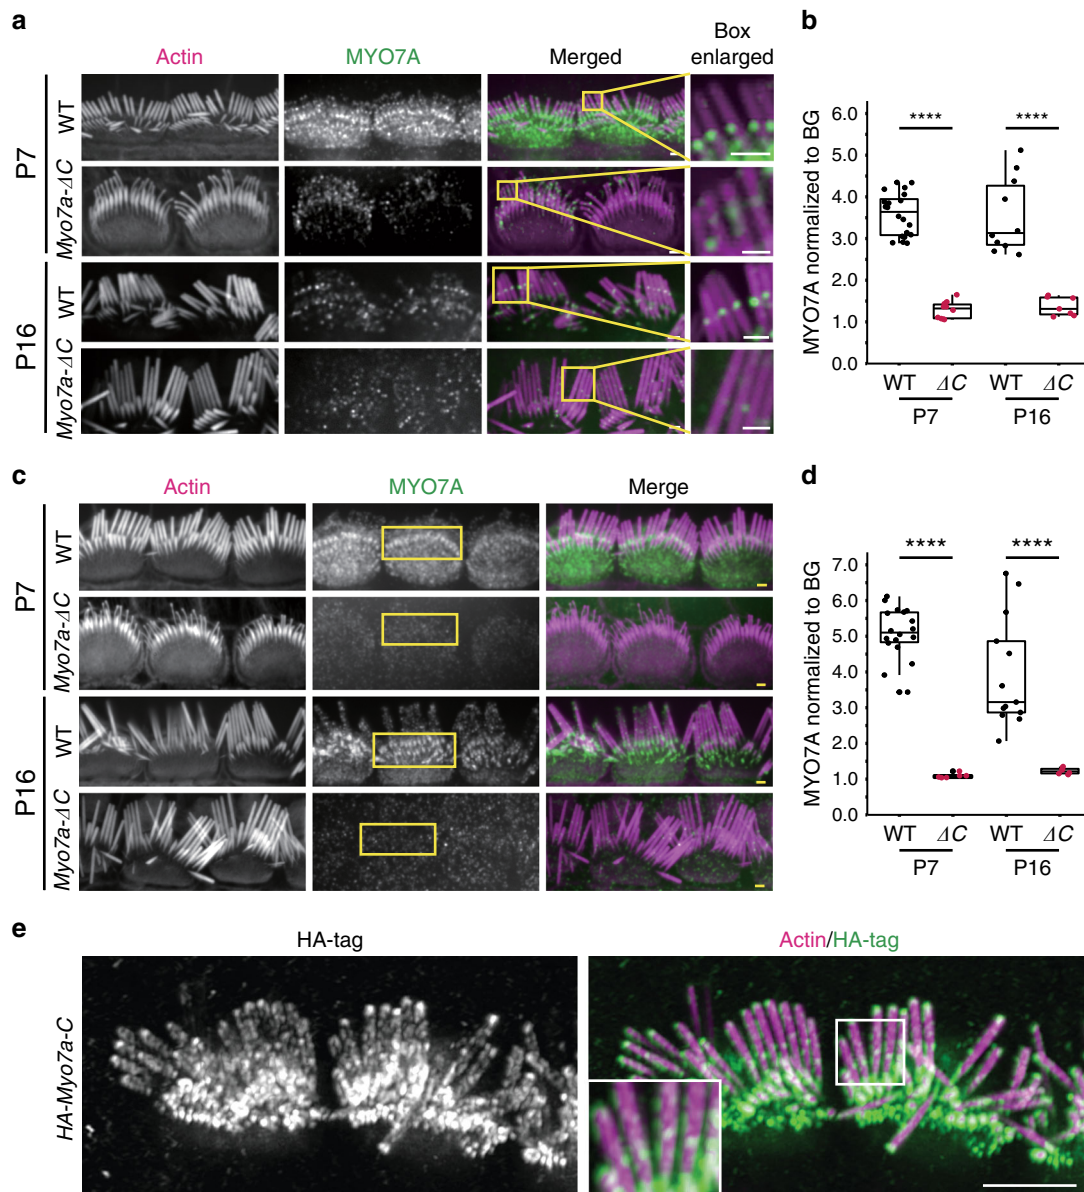 a
Actin
MYO7A
Merged
Box
enlarged
P7
WT
Myo7a-ΔC
P16
WT
Myo7a-ΔC
b
MYO7A normalized to BG
6.0
5.0
4.0
3.0
2.0
1.0
0.0
****
****
WT
ΔC
WT
ΔC
P7
P16
c
Actin
MYO7A
Merge
P7
WT
Myo7a-ΔC
P16
WT
Myo7a-ΔC
d
MYO7A normalized to BG
7.0
6.0
5.0
4.0
3.0
2.0
1.0
0.0
****
****
WT
ΔC
WT
ΔC
P7
P16
e
HA-tag
Actin/HA-tag
HA-Myo7a-C